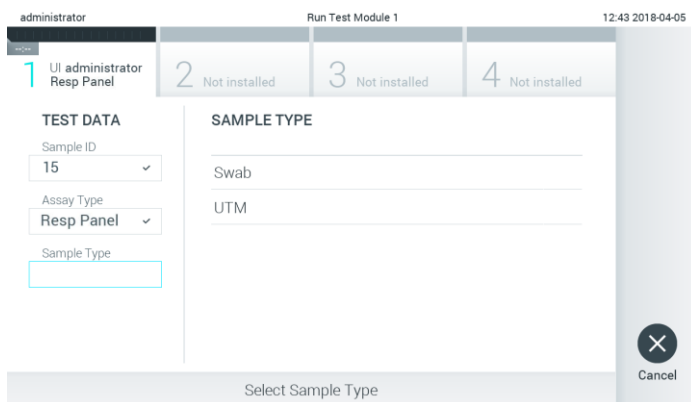 administrator Run Test Module 1 12:43 2018-04-05
--:--
1 UI administrator
Resp Panel
2 Not installed
3 Not installed
4 Not installed
TEST DATA
Sample ID
15
Assay Type
Resp Panel
Sample Type
SAMPLE TYPE
Swab
UTM
Cancel
Select Sample Type